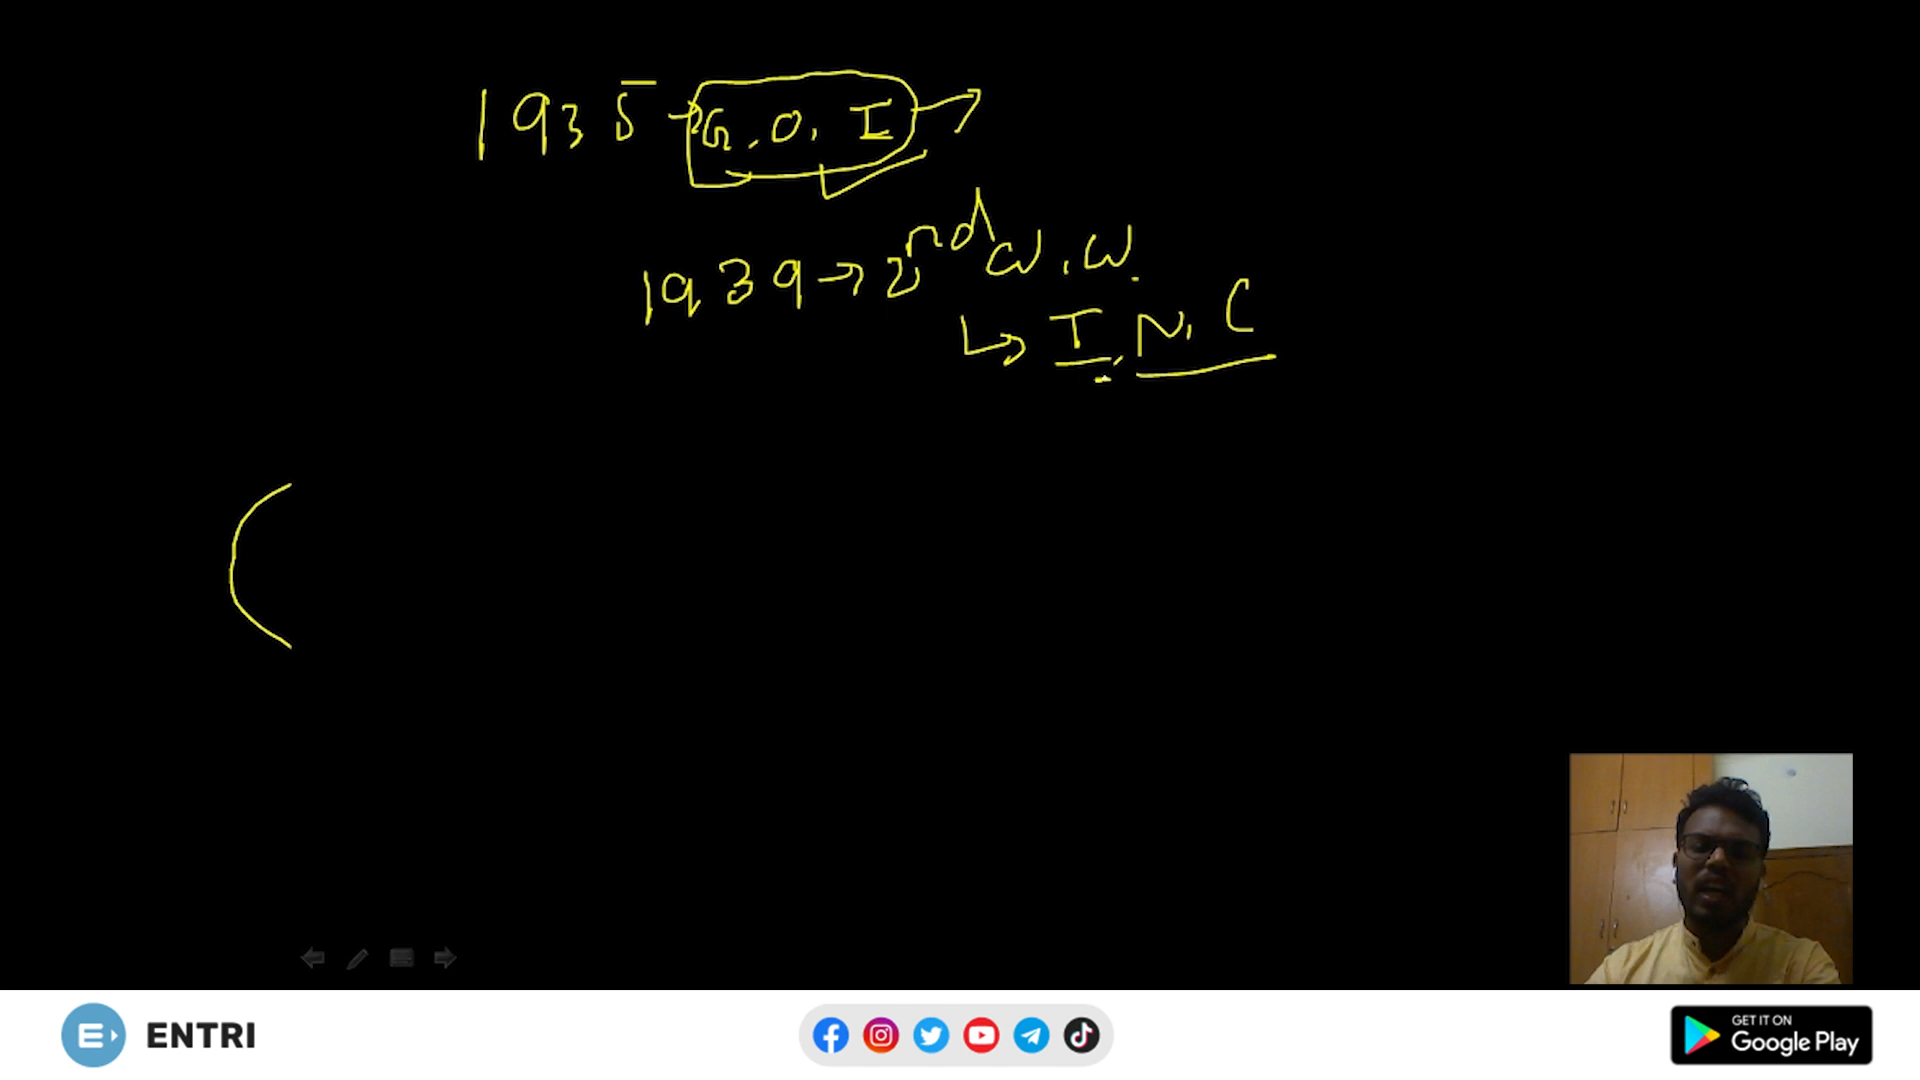 1935 → G.O.I →
1939 → 2nd W.W.
↳ I.N.C
(
ENTRI
GET IT ON
Google Play